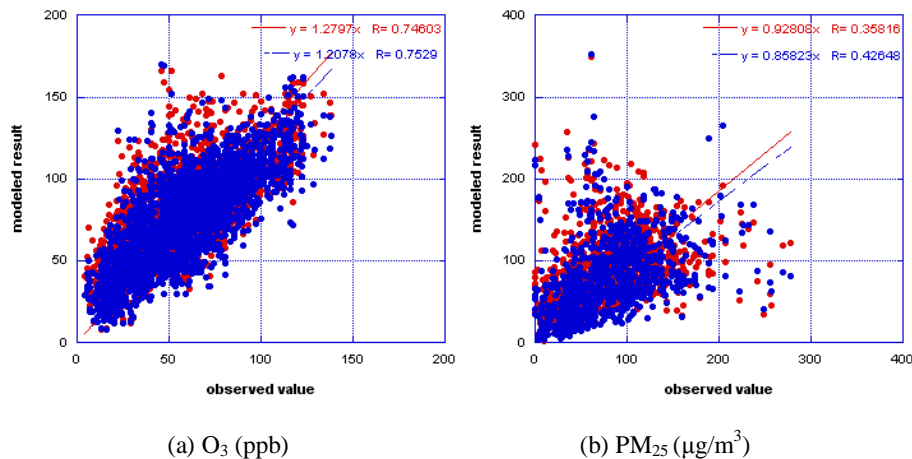 y = 1.2797x R= 0.74603
y = 1.2078x R= 0.7529
200
150
100
50
0
modeled result
0 50 100 150 200
observed value
(a) O₃ (ppb)
y = 0.92808x R= 0.35816
y = 0.85823x R= 0.42648
400
300
200
100
0
modeled result
0 100 200 300 400
observed value
(b) PM₂₅ (μg/m³)